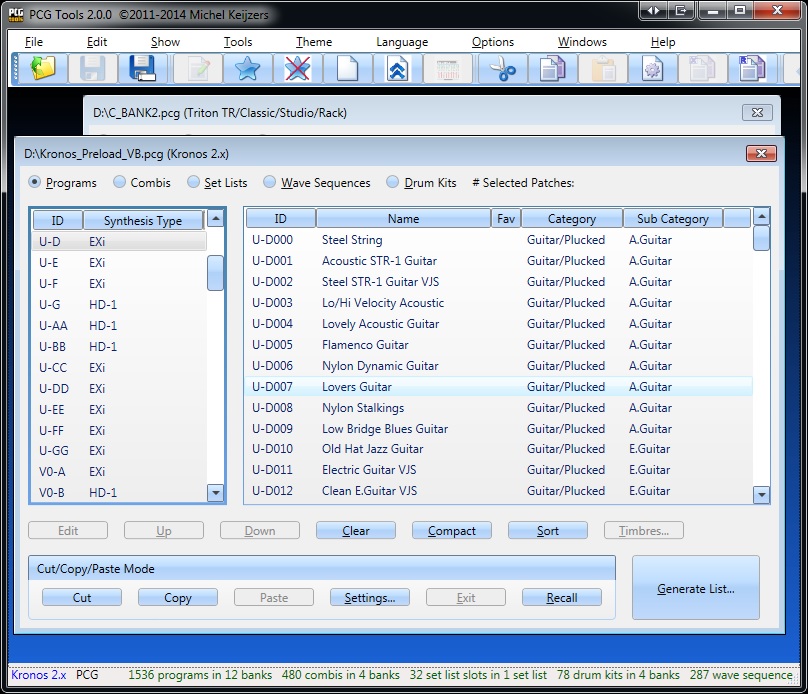 PCG Tools 2.0.0 ©2011-2014 Michel Keijzers
File Edit Show Tools Theme Language Options Windows Help
D:\C_BANK2.pcg (Triton TR/Classic/Studio/Rack)
D:\Kronos_Preload_VB.pcg (Kronos 2.x)
Programs Combis Set Lists Wave Sequences Drum Kits # Selected Patches:
ID Synthesis Type
U-D EXi
U-E EXi
U-F EXi
U-G HD-1
U-AA HD-1
U-BB HD-1
U-CC EXi
U-DD EXi
U-EE EXi
U-FF EXi
U-GG EXi
V0-A EXi
V0-B HD-1
ID Name Fav Category Sub Category
U-D000 Steel String Guitar/Plucked A.Guitar
U-D001 Acoustic STR-1 Guitar Guitar/Plucked A.Guitar
U-D002 Steel STR-1 Guitar VJS Guitar/Plucked A.Guitar
U-D003 Lo/Hi Velocity Acoustic Guitar/Plucked A.Guitar
U-D004 Lovely Acoustic Guitar Guitar/Plucked A.Guitar
U-D005 Flamenco Guitar Guitar/Plucked A.Guitar
U-D006 Nylon Dynamic Guitar Guitar/Plucked A.Guitar
U-D007 Lovers Guitar Guitar/Plucked A.Guitar
U-D008 Nylon Stalkings Guitar/Plucked A.Guitar
U-D009 Low Bridge Blues Guitar Guitar/Plucked A.Guitar
U-D010 Old Hat Jazz Guitar Guitar/Plucked E.Guitar
U-D011 Electric Guitar VJS Guitar/Plucked E.Guitar
U-D012 Clean E.Guitar VJS Guitar/Plucked E.Guitar
Edit Up Down Clear Compact Sort Timbres...
Cut/Copy/Paste Mode
Cut Copy Paste Settings... Exit Recall
Generate List...
Kronos 2.x PCG 1536 programs in 12 banks 480 combis in 4 banks 32 set list slots in 1 set list 78 drum kits in 4 banks 287 wave sequence